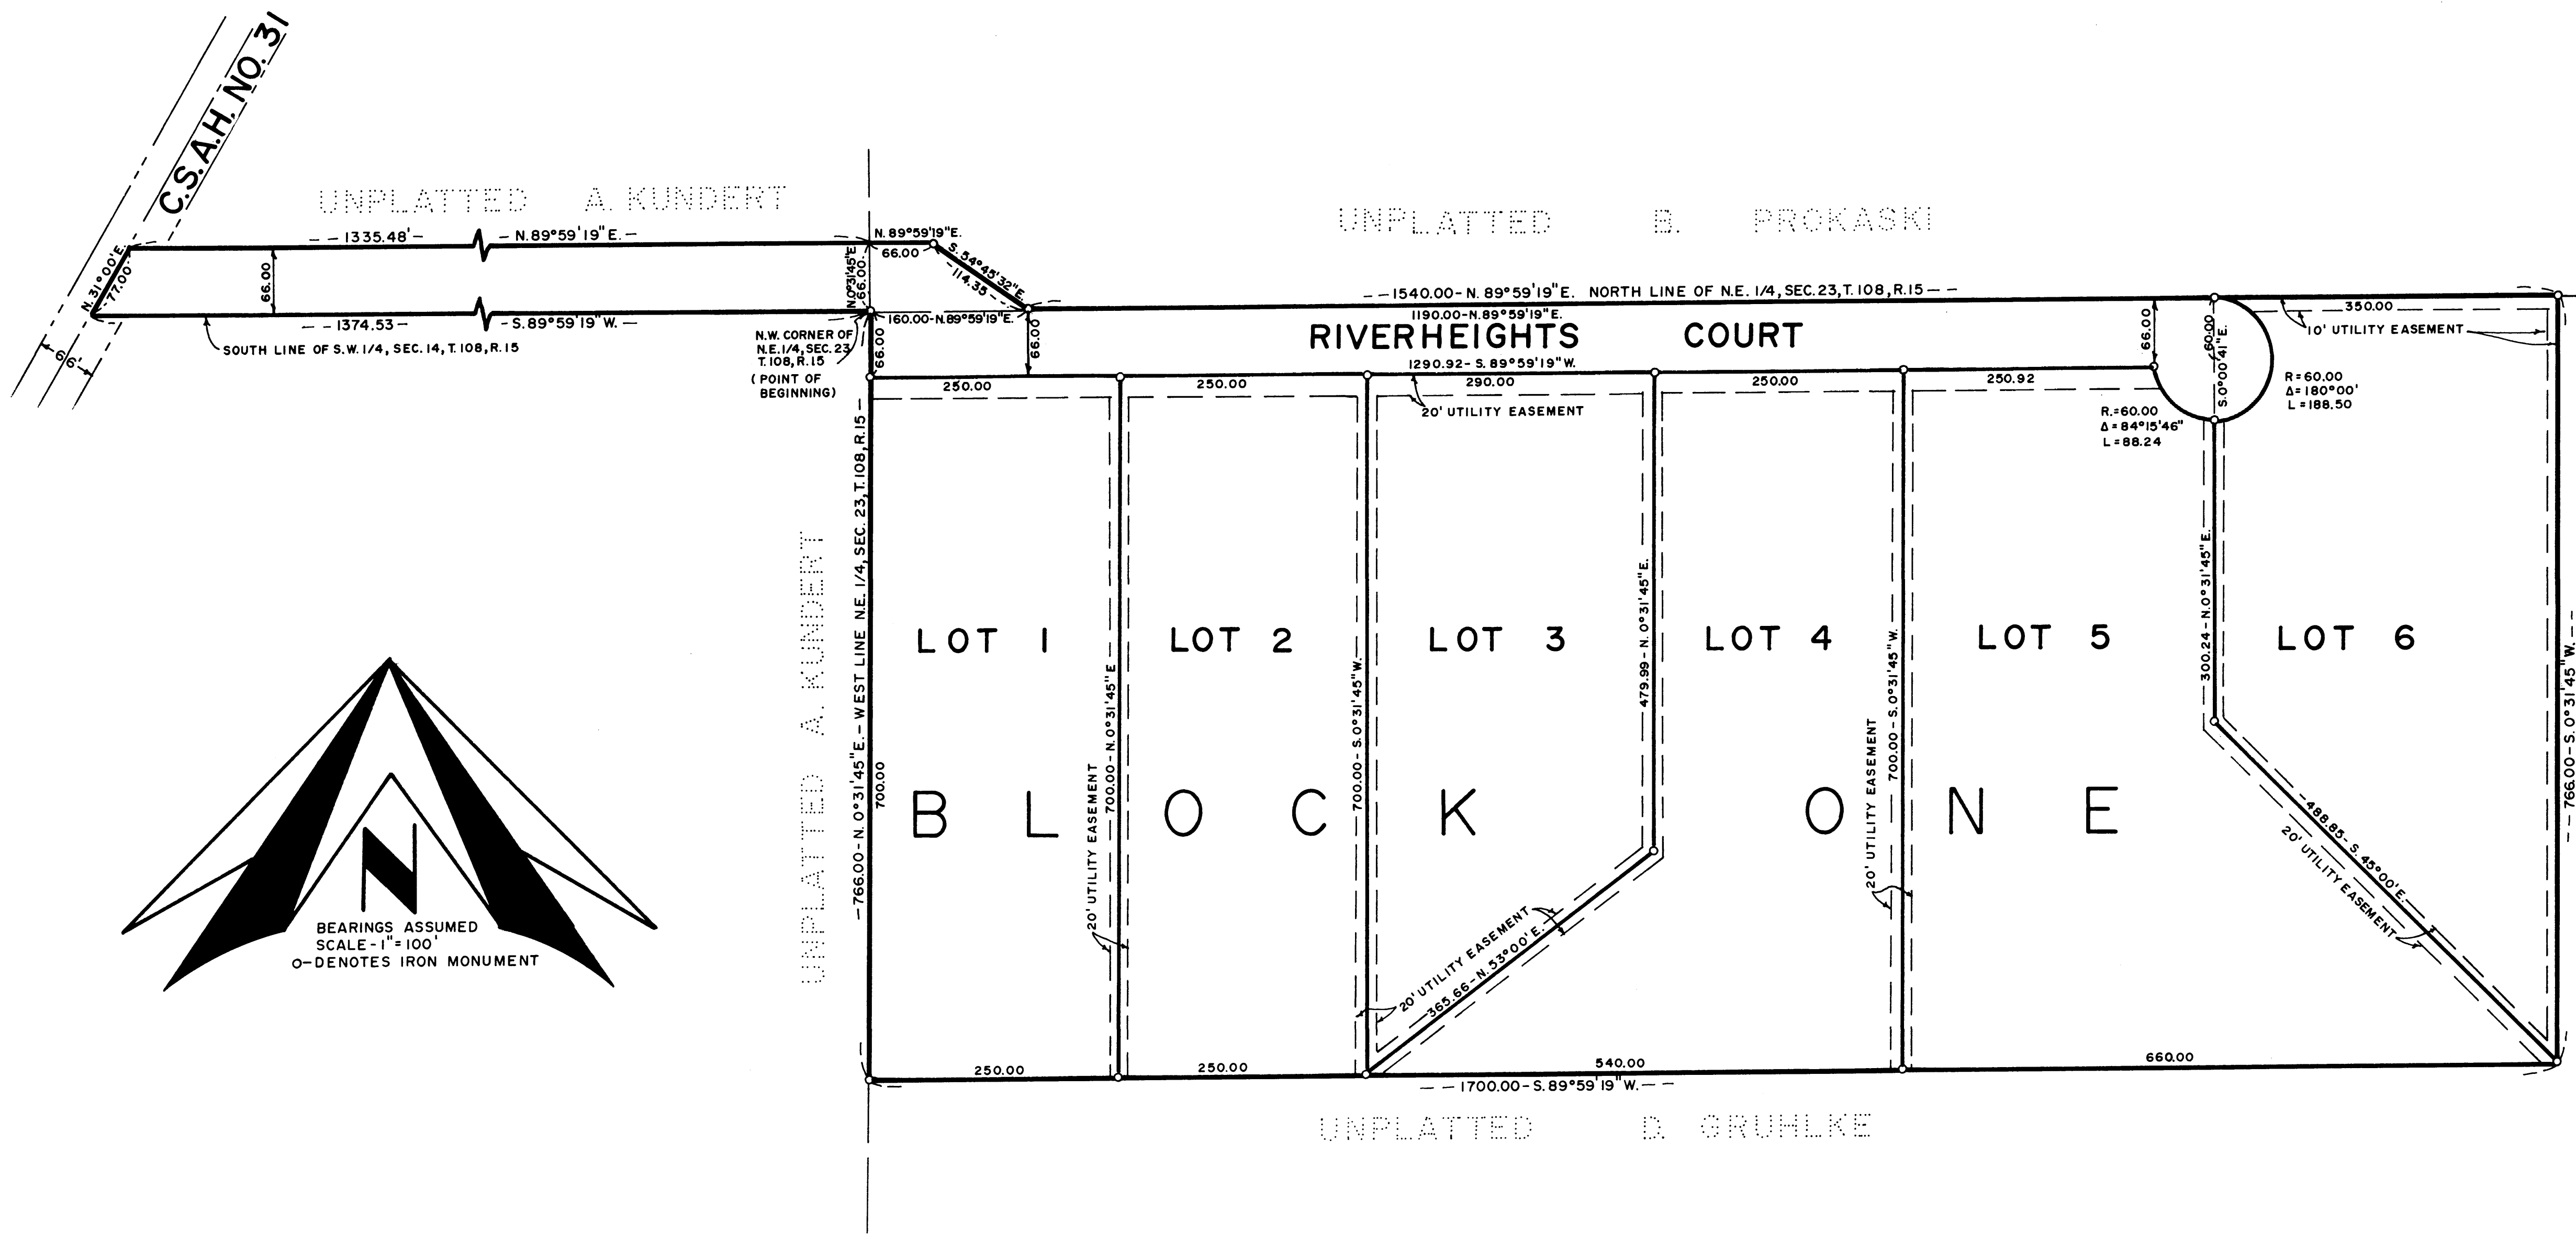 C.S.A.H. NO. 31
UNPLATTED A. KUNDERT
UNPLATTED B. PROKASKI
— — 1335.48' — — N.89°59'19"E. —
N. 89°59'19"E.
66.00
S. 54°45'32"E.
114.35
N. 31°00'E.
-77.00-
66.00
N.0°31'45"E.
66.00
— — 1540.00 - N. 89°59'19"E. NORTH LINE OF N.E. 1/4, SEC. 23, T. 108, R. 15 — —
— 1374.53 — — S.89°59'19"W. —
SOUTH LINE OF S.W. 1/4, SEC. 14, T. 108, R. 15
66'
N.W. CORNER OF
N.E. 1/4, SEC. 23
T. 108, R. 15
(POINT OF
BEGINNING)
160.00-N.89°59'19"E.
66.00
66.00
1190.00-N.89°59'19"E.
RIVERHEIGHTS COURT
1290.92 - S. 89°59'19"W.
66.00
60.00
S.0°00'41"E.
350.00
10' UTILITY EASEMENT
R=60.00
Δ=180°00'
L=188.50
R.=60.00
Δ=84°15'46"
L=88.24
250.00
250.00
290.00
250.00
250.92
20' UTILITY EASEMENT
UNPLATTED A. KUNDERT
— 766.00 - N. 0°31'45"E. - WEST LINE N.E. 1/4, SEC. 23, T. 108, R. 15 —
700.00
LOT 1
LOT 2
LOT 3
LOT 4
LOT 5
LOT 6
20' UTILITY EASEMENT
700.00 - N.0°31'45"E
700.00 - S.0°31'45"W.
479.99 - N. 0°31'45"E.
20' UTILITY EASEMENT
700.00 - S.0°31'45"W.
300.24 - N.0°31'45"E.
— — 766.00 - S. 0°31'45"W. — —
BLOCK ONE
20' UTILITY EASEMENT
365.66 - N. 53°00'E.
488.85 - S. 45°00'E.
20' UTILITY EASEMENT
N
BEARINGS ASSUMED
SCALE - 1"=100'
O-DENOTES IRON MONUMENT
250.00
250.00
540.00
660.00
— — 1700.00 - S. 89°59'19"W. — —
UNPLATTED D. GRUHLKE